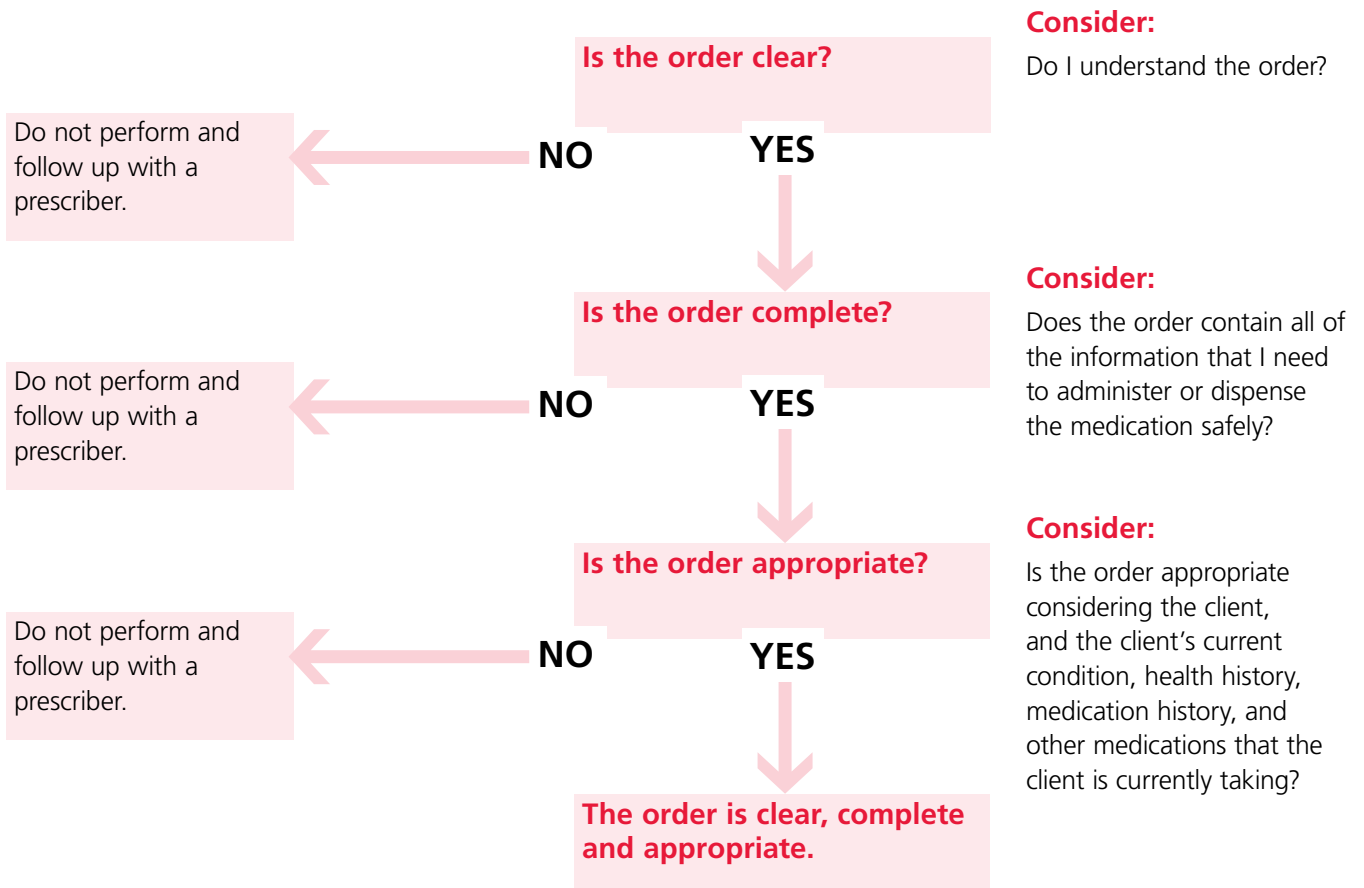 Is the order clear?
Consider:
Do I understand the order?
Do not perform and
follow up with a
prescriber.
NO
YES
Is the order complete?
Consider:
Does the order contain all of
the information that I need
to administer or dispense
the medication safely?
Do not perform and
follow up with a
prescriber.
NO
YES
Is the order appropriate?
Consider:
Is the order appropriate
considering the client,
and the client’s current
condition, health history,
medication history, and
other medications that the
client is currently taking?
Do not perform and
follow up with a
prescriber.
NO
YES
The order is clear, complete
and appropriate.